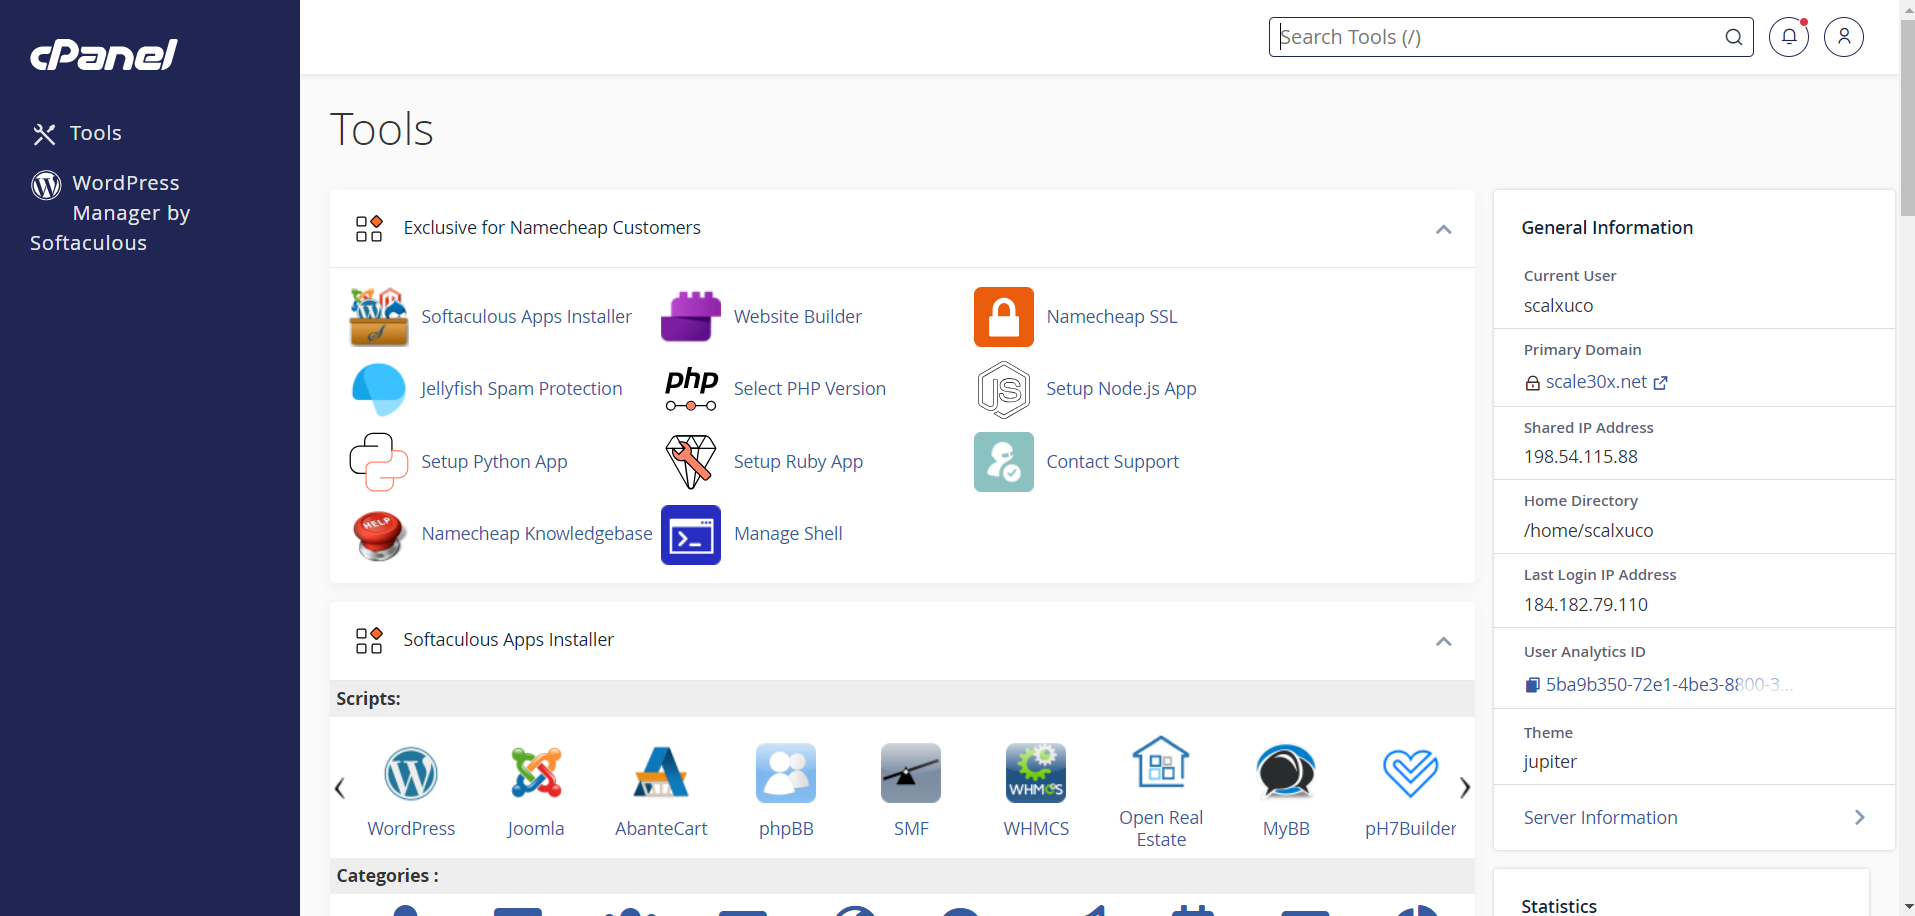 cPanel
Search Tools (/)
Tools
WordPress
Manager by
Softaculous
Tools
Exclusive for Namecheap Customers
Softaculous Apps Installer
Website Builder
Namecheap SSL
Jellyfish Spam Protection
php
Select PHP Version
JS
Setup Node.js App
Setup Python App
Setup Ruby App
Contact Support
HELP
Namecheap Knowledgebase
Manage Shell
Softaculous Apps Installer
Scripts:
WordPress
Joomla
AbanteCart
phpBB
SMF
WHMCS
WHMCS
Open Real
Estate
MyBB
pH7Builder
Categories :
General Information
Current User
scalxuco
Primary Domain
scale30x.net
Shared IP Address
198.54.115.88
Home Directory
/home/scalxuco
Last Login IP Address
184.182.79.110
User Analytics ID
5ba9b350-72e1-4be3-8800-3...
Theme
jupiter
Server Information
Statistics